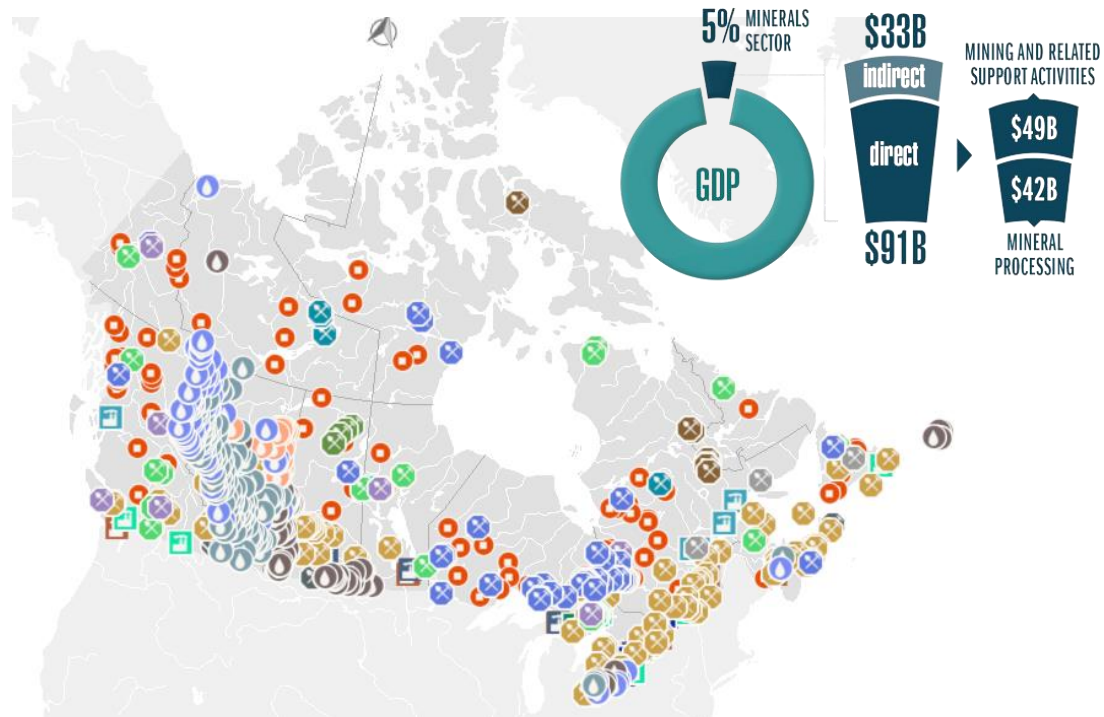 5% MINERALS
SECTOR
GDP
$33B
indirect
direct
$91B
MINING AND RELATED
SUPPORT ACTIVITIES
$49B
$42B
MINERAL
PROCESSING